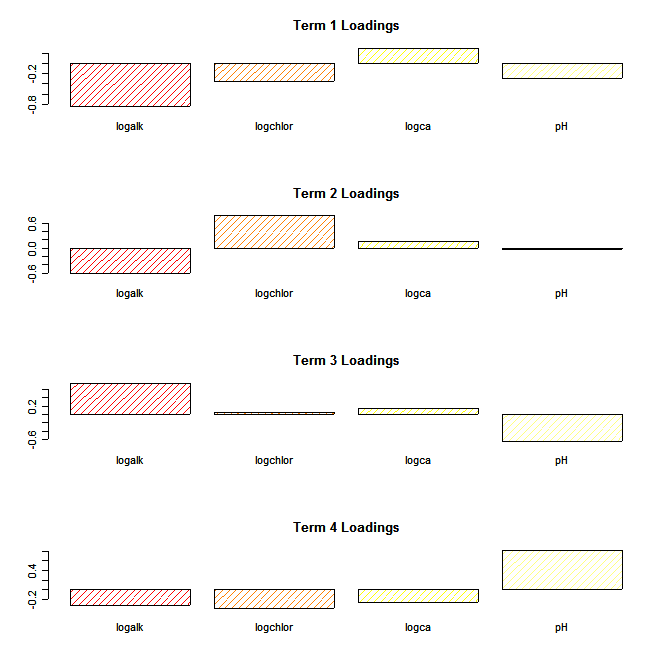 Term 1 Loadings
-0.2
-0.8
logalk logchlor logca pH
Term 2 Loadings
0.6
0.0
-0.6
logalk logchlor logca pH
Term 3 Loadings
0.2
-0.6
logalk logchlor logca pH
Term 4 Loadings
0.4
-0.2
logalk logchlor logca pH